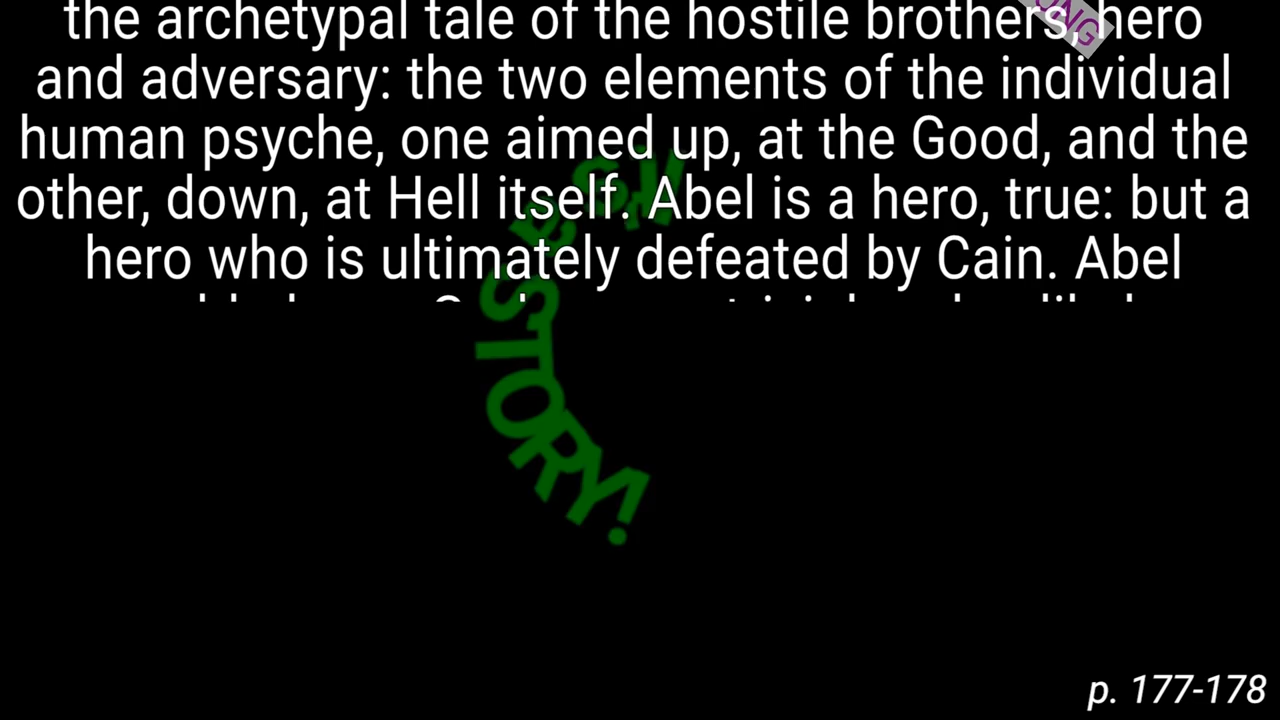 the archetypal tale of the hostile brothers, hero
and adversary: the two elements of the individual
human psyche, one aimed up, at the Good, and the
other, down, at Hell itself. Abel is a hero, true: but a
hero who is ultimately defeated by Cain. Abel
STORY!
p. 177-178